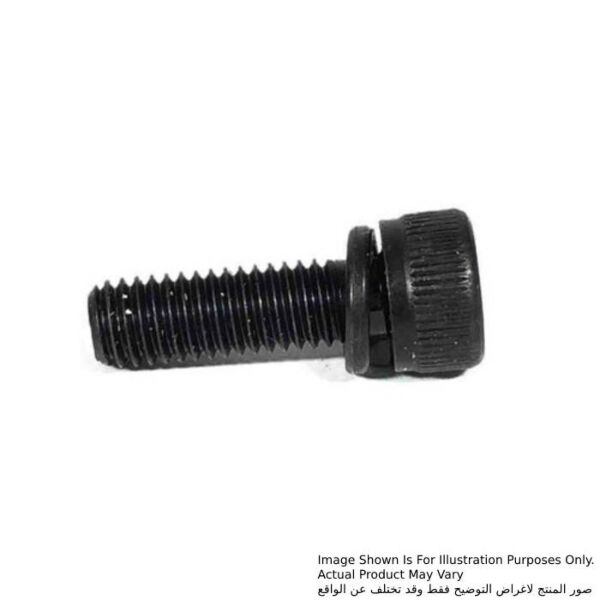 Image Shown Is For Illustration Purposes Only.
Actual Product May Vary
صور المنتج لاغراض التوضيح فقط وقد تختلف عن الواقع